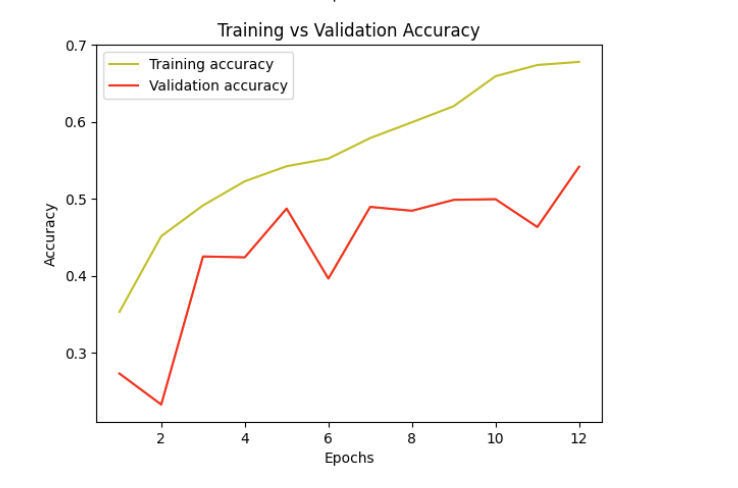 Training vs Validation Accuracy
0.7
Training accuracy
Validation accuracy
0.6
0.5
0.4
0.3
Accuracy
2 4 6 8 10 12
Epochs